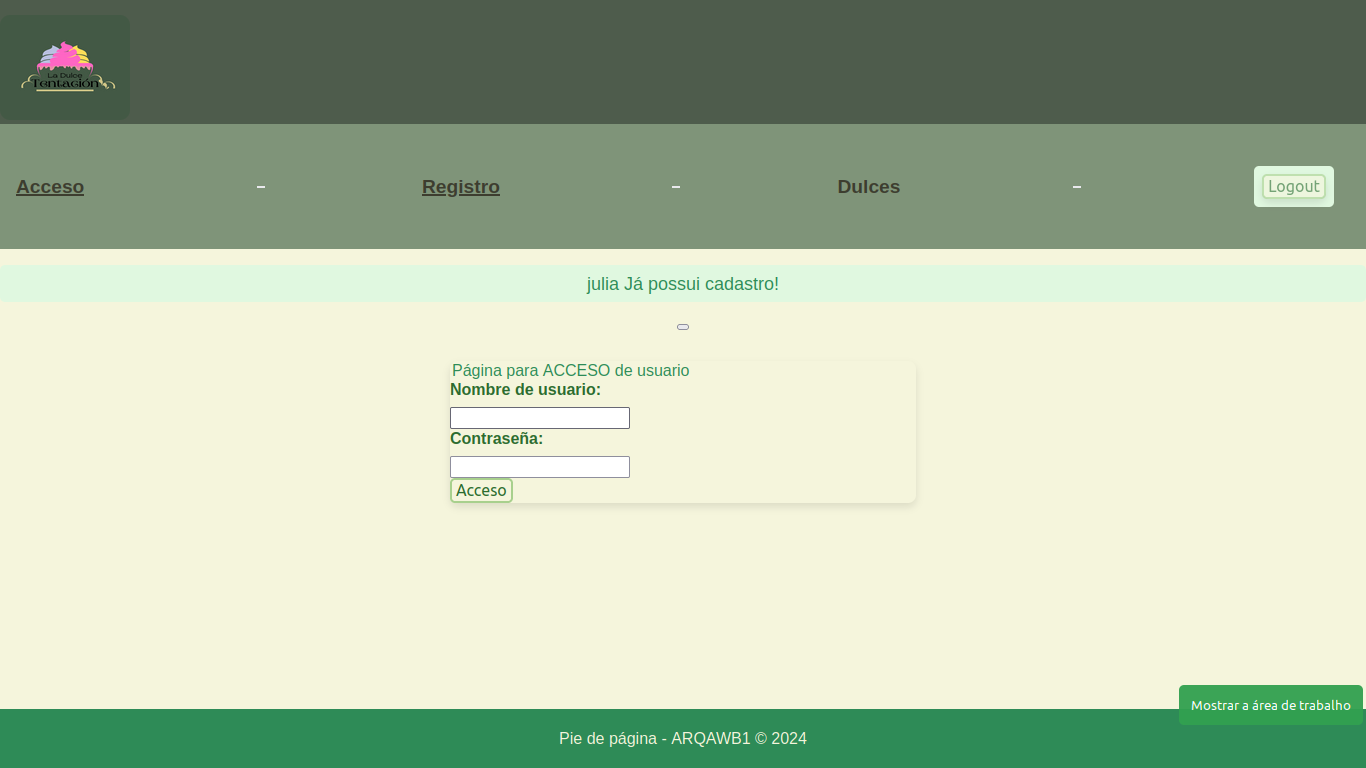 La Dulce
Tentación
Acceso - Registro - Dulces - Logout
julia Já possui cadastro!
Página para ACCESO de usuario
Nombre de usuario:
Contraseña:
Acceso
Mostrar a área de trabalho
Pie de página - ARQAWB1 © 2024